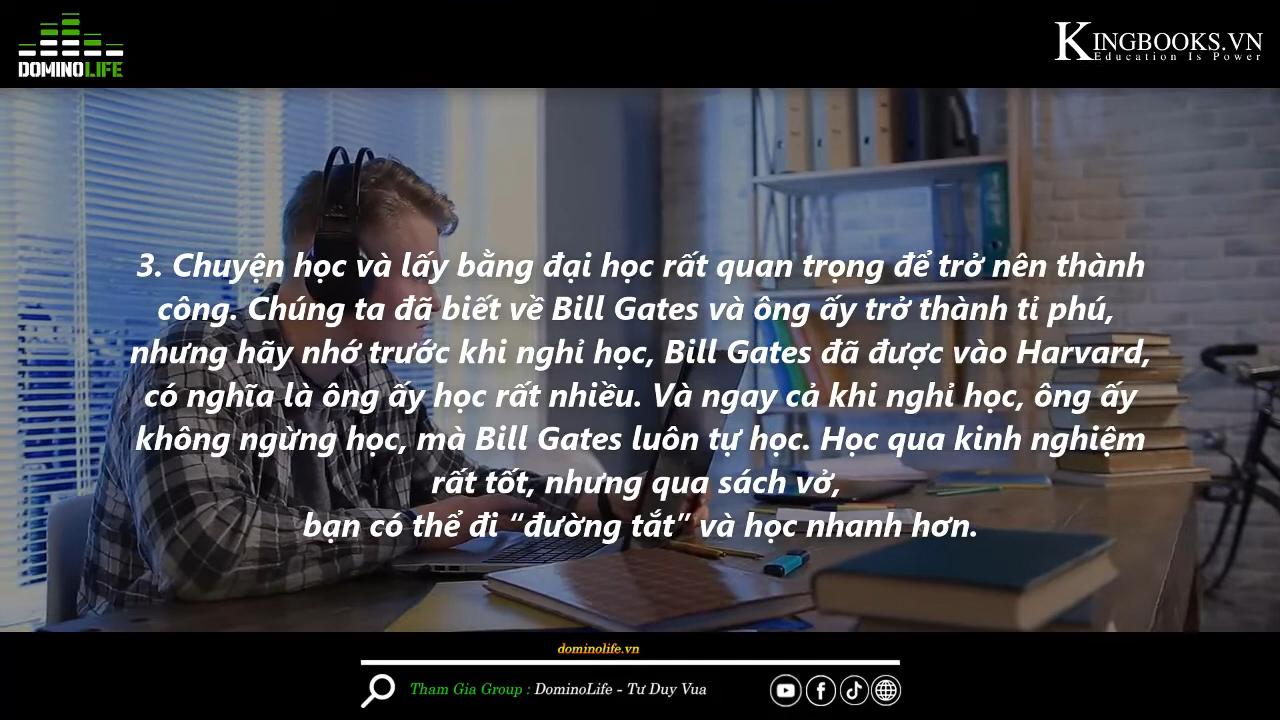 DOMINOLIFE
KINGBOOKS.VN
Education Is Power
3. Chuyện học và lấy bằng đại học rất quan trọng để trở nên thành
công. Chúng ta đã biết về Bill Gates và ông ấy trở thành tỉ phú,
nhưng hãy nhớ trước khi nghỉ học, Bill Gates đã được vào Harvard,
có nghĩa là ông ấy học rất nhiều. Và ngay cả khi nghỉ học, ông ấy
không ngừng học, mà Bill Gates luôn tự học. Học qua kinh nghiệm
rất tốt, nhưng qua sách vở,
bạn có thể đi “đường tắt” và học nhanh hơn.
dominolife.vn
Tham Gia Group : DominoLife - Tư Duy Vua